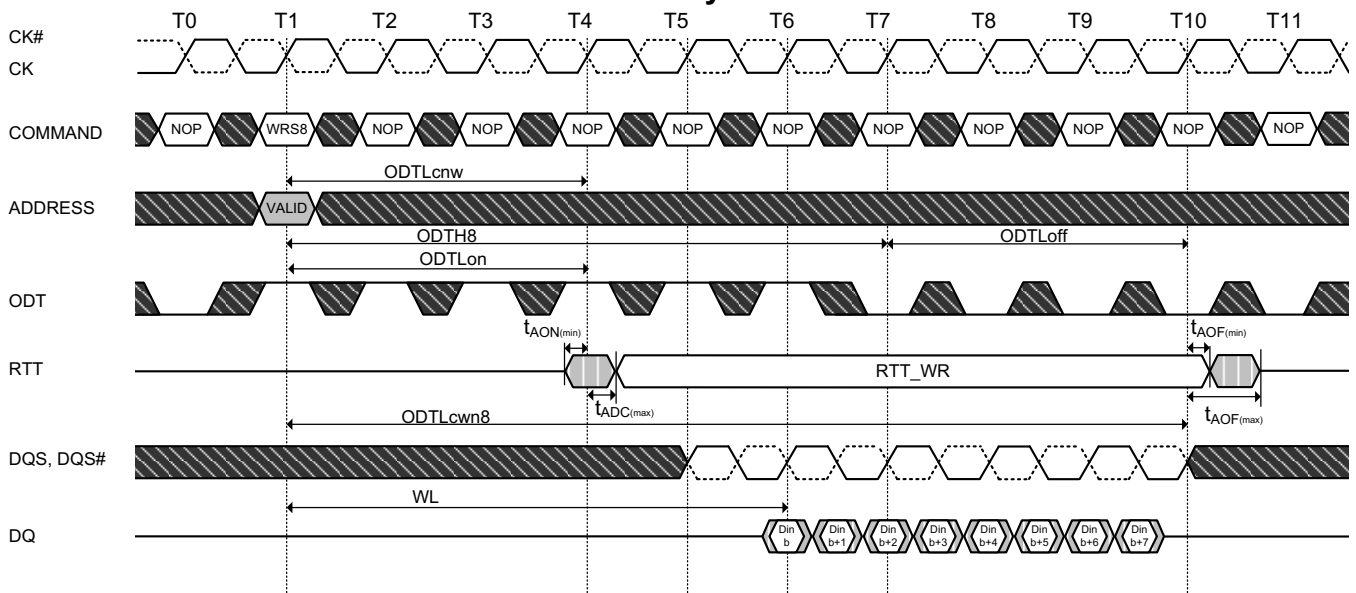 T0 T1 T2 T3 T4 T5 T6 T7 T8 T9 T10 T11
CK#
CK
COMMAND NOP WRS8 NOP NOP NOP NOP NOP NOP NOP NOP NOP NOP
ODTLcnw
ADDRESS VALID
ODTH8 ODTLoff
ODTLon
ODT
tAON(min) tAOF(min)
RTT RTT_WR
tADC(max) tAOF(max)
ODTLcwn8
DQS, DQS#
WL
DQ Din b Din b+1 Din b+2 Din b+3 Din b+4 Din b+5 Din b+6 Din b+7